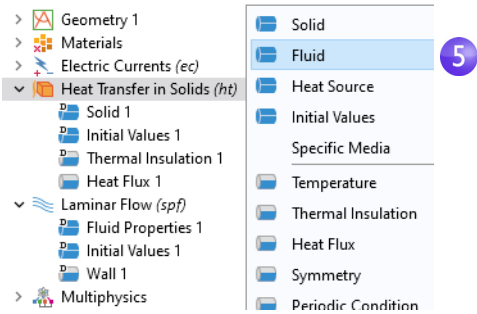 Geometry 1
Materials
Electric Currents (ec)
Heat Transfer in Solids (ht)
D Solid 1
D Initial Values 1
D Thermal Insulation 1
Heat Flux 1
Laminar Flow (spf)
D Fluid Properties 1
D Initial Values 1
D Wall 1
Multiphysics
Solid
Fluid
5
Heat Source
Initial Values
Specific Media
Temperature
Thermal Insulation
Heat Flux
Symmetry
Periodic Condition